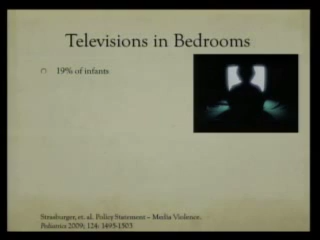 Televisions in Bedrooms
19% of infants
Strasburger, et. al. Policy Statement – Media Violence.
Pediatrics 2009; 124: 1495-1503